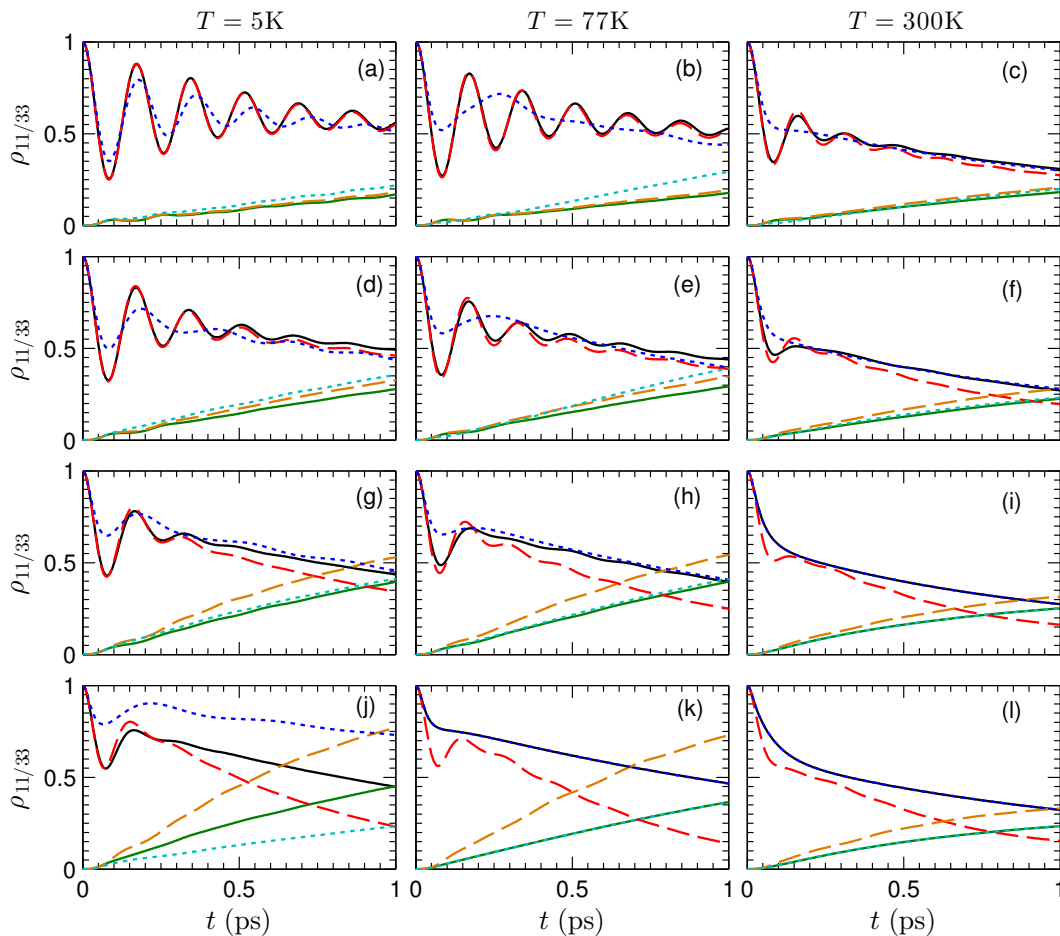 T = 5K T = 77K T = 300K
1 (a) (b) (c)
ρ11/33 0.5
0
(d) (e) (f)
ρ11/33 0.5
0
1 (g) (h) (i)
ρ11/33 0.5
0
1 (j) (k) (l)
ρ11/33 0.5
0
0 0.5 1 0 0.5 1 0 0.5 1
t (ps) t (ps) t (ps)